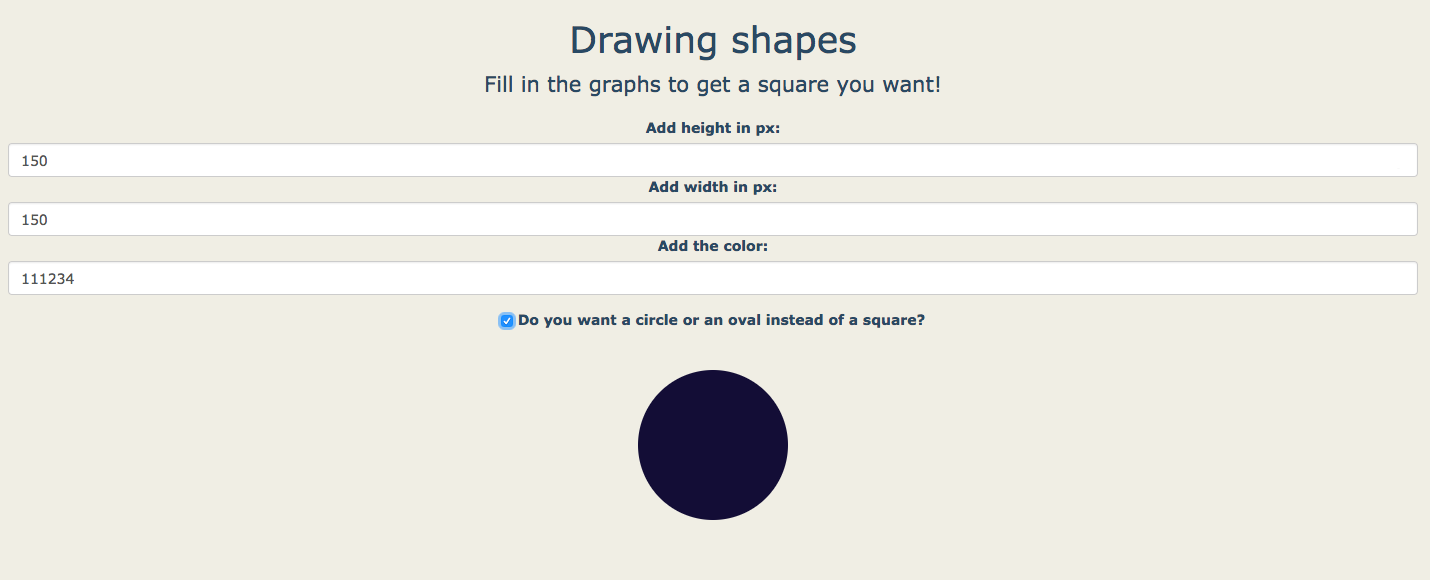 Drawing shapes
Fill in the graphs to get a square you want!
Add height in px:
150
Add width in px:
150
Add the color:
111234
Do you want a circle or an oval instead of a square?